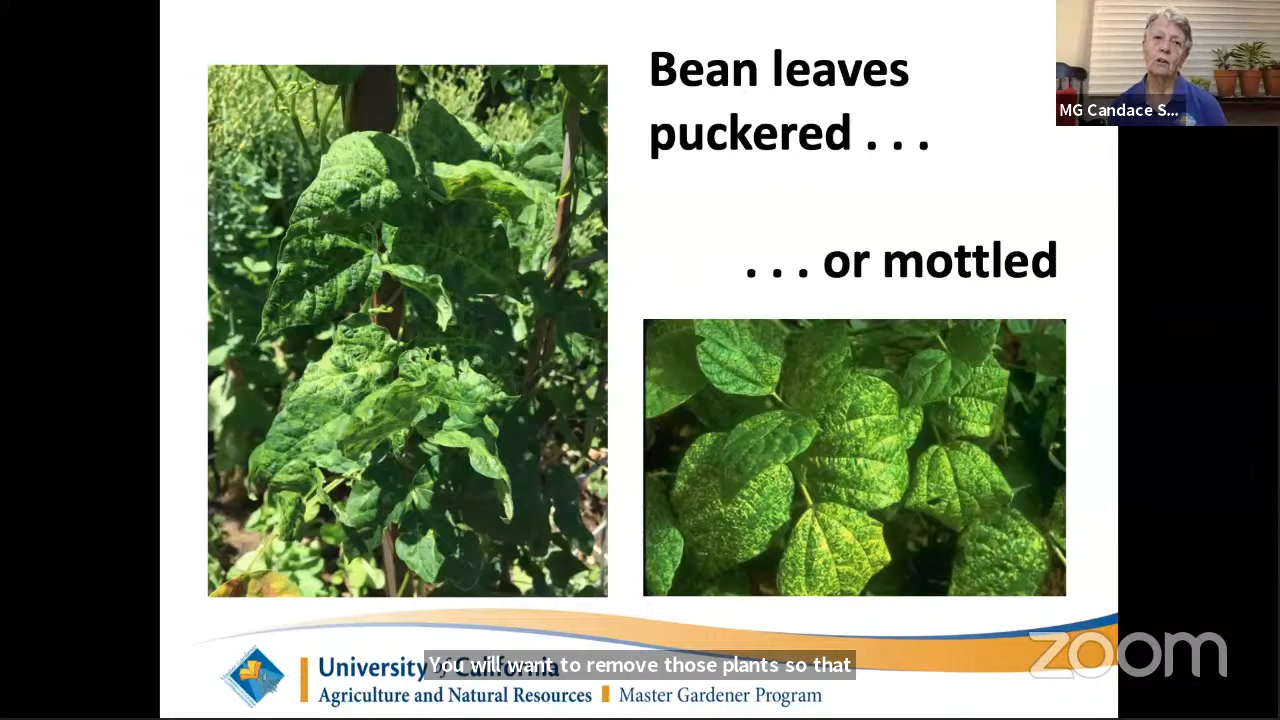 Bean leaves
puckered . . .
. . . or mottled
MG Candace S...
You will want to remove those plants so that
University of California
Agriculture and Natural Resources Master Gardener Program
zoom